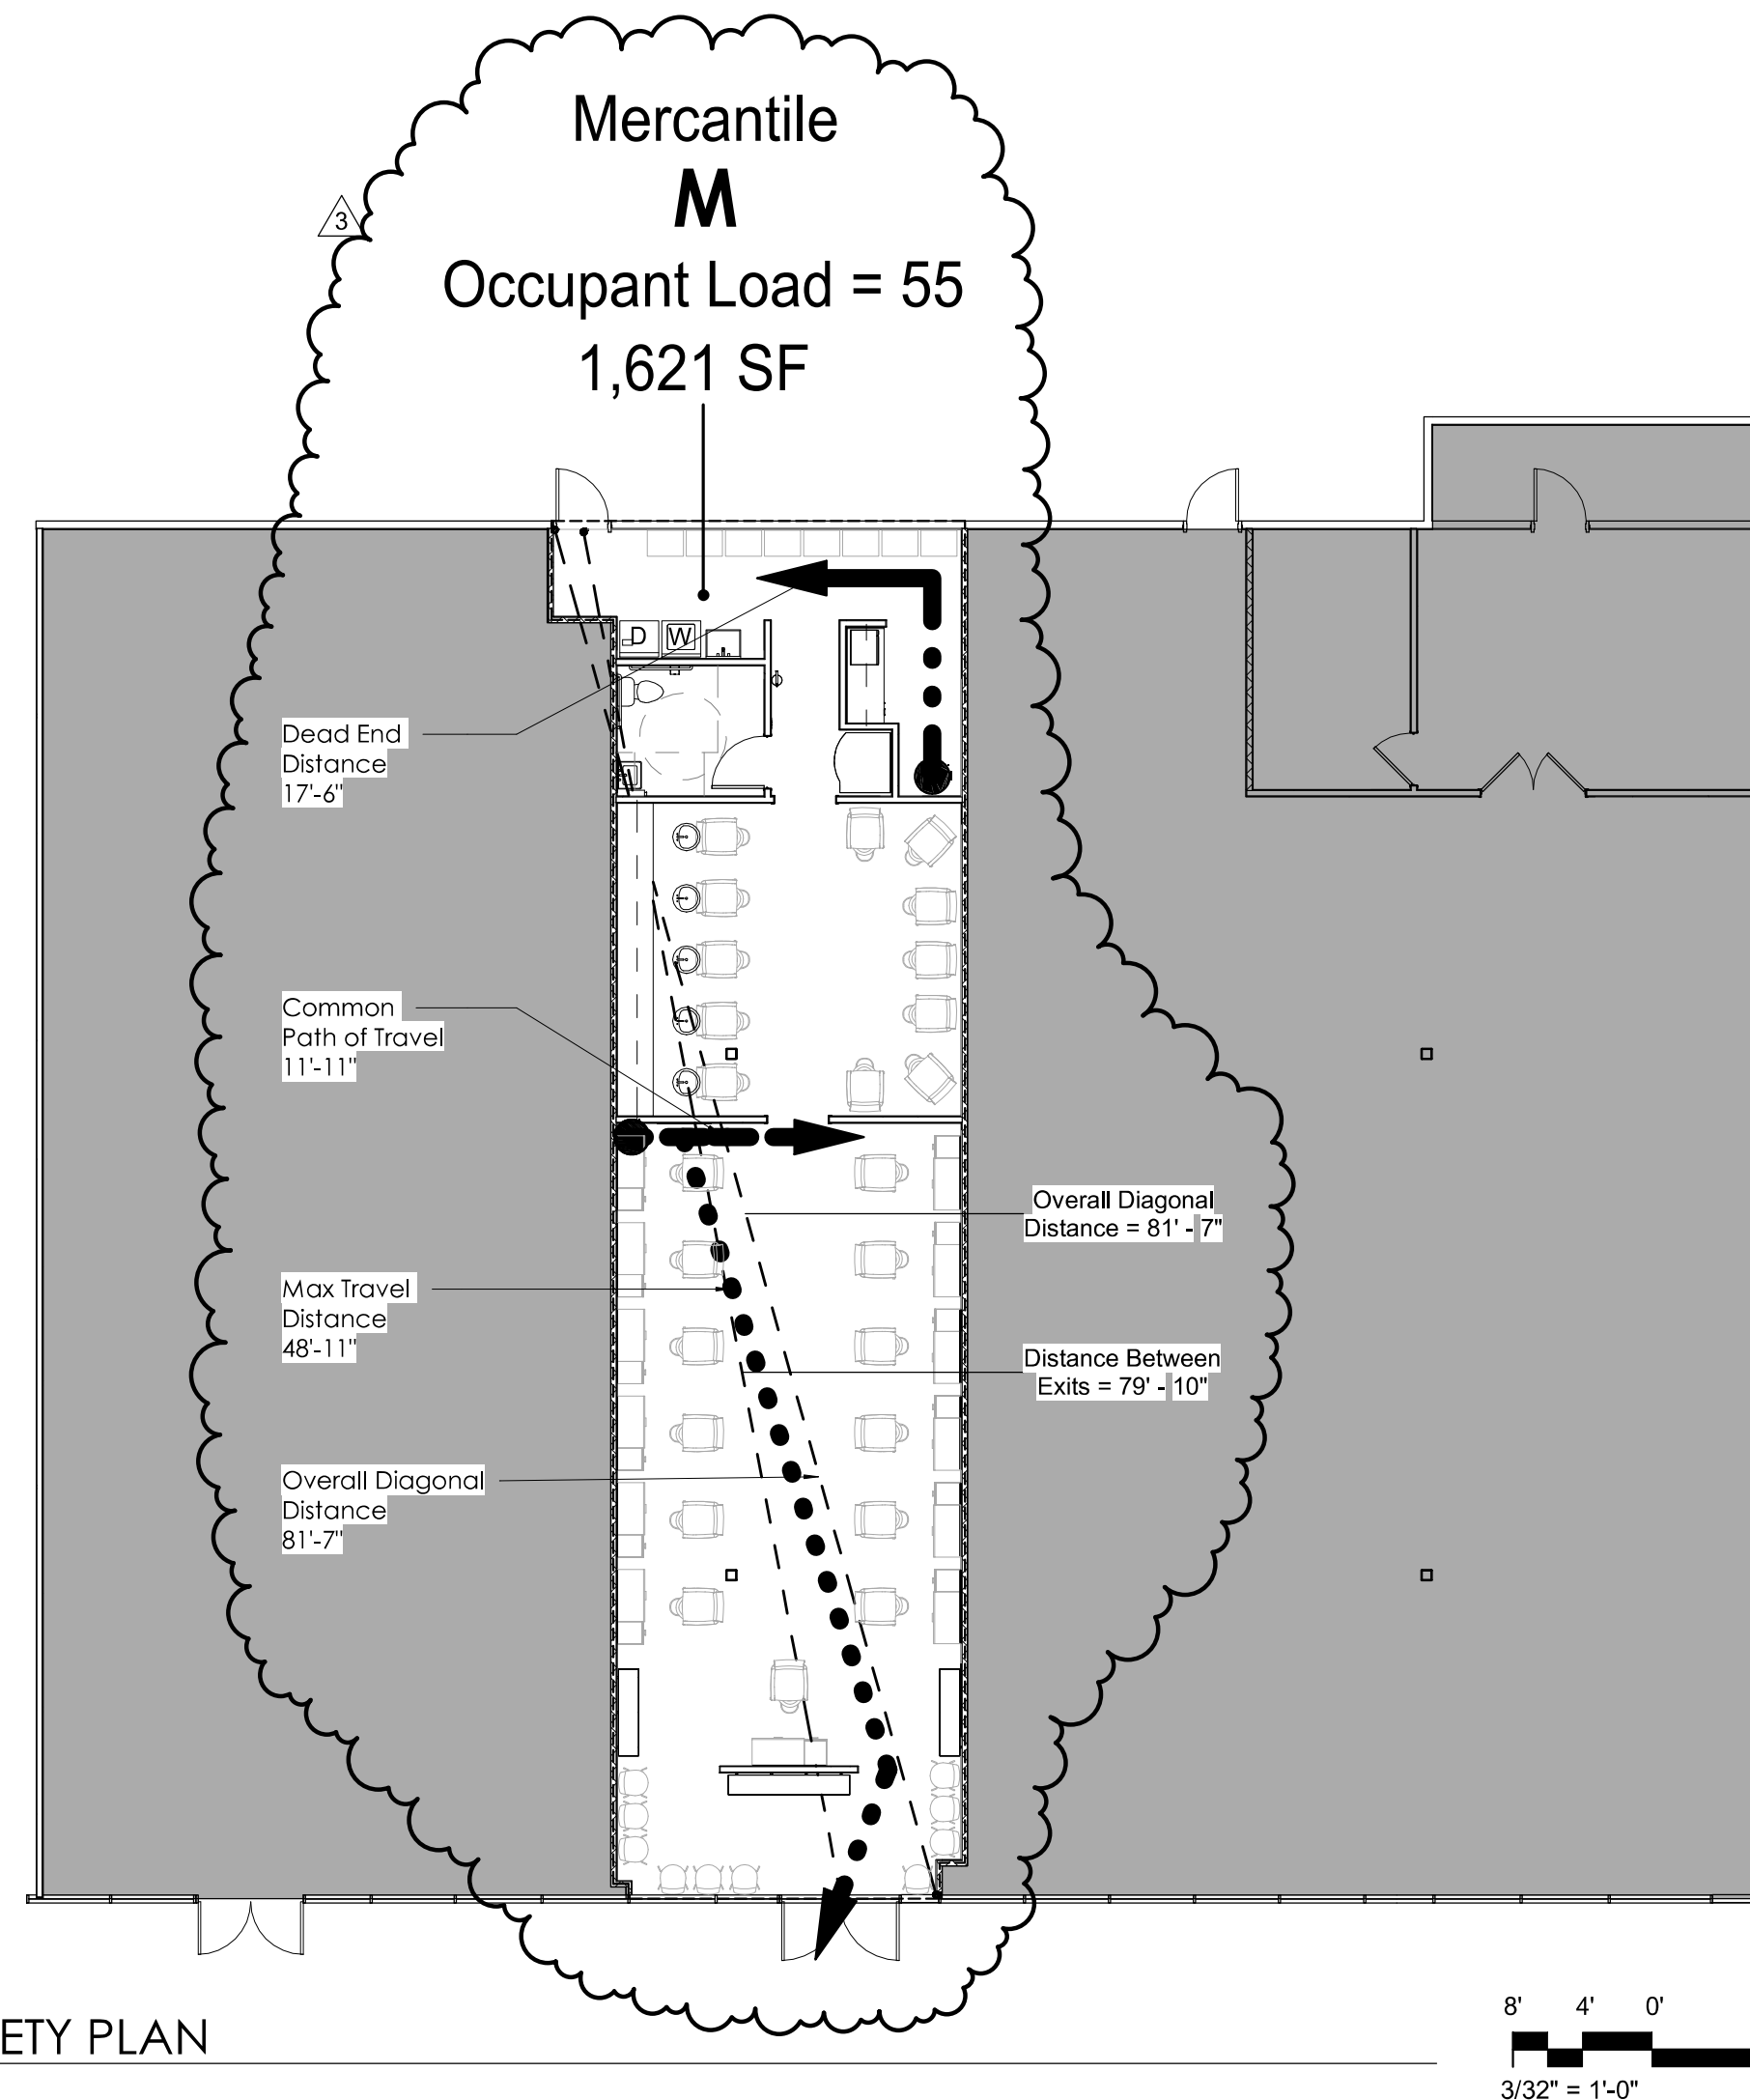 Mercantile
M
Occupant Load = 55
1,621 SF
3
D
W
Dead End
Distance
17'-6"
Common
Path of Travel
11'-11"
Overall Diagonal
Distance = 81' - 7"
Max Travel
Distance
48'-11"
Distance Between
Exits = 79' - 10"
Overall Diagonal
Distance
81'-7"
ETY PLAN
8' 4' 0'
3/32" = 1'-0"